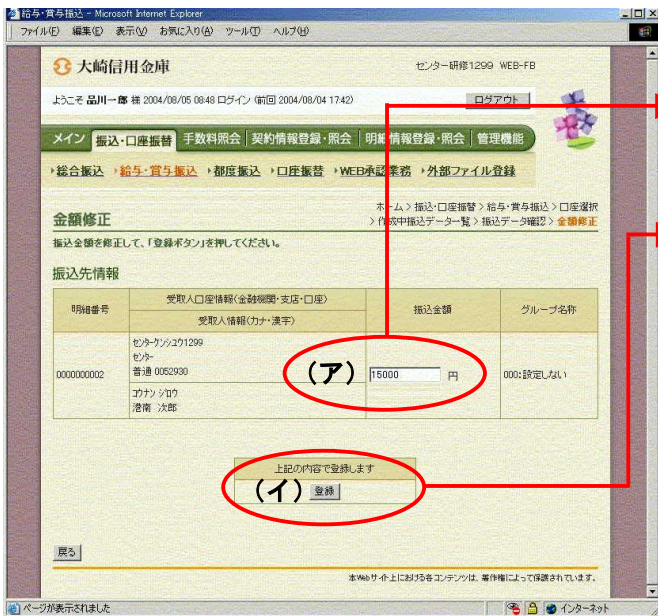 給与・賞与振込 - Microsoft Internet Explorer
ファイル(F) 編集(E) 表示(V) お気に入り(A) ツール(T) ヘルプ(H)
大崎信用金庫
センター研修1299 WEB-FB
ようこそ 品川一郎 様 2004/08/05 08:48 ログイン (前回 2004/08/04 17:42)
ログアウト
メイン 振込・口座振替 手数料照会 契約情報登録・照会 明細情報登録・照会 管理機能
総合振込 給与・賞与振込 都度振込 口座振替 WEB承認業務 外部ファイル登録
ホーム > 振込・口座振替 > 給与・賞与振込 > 口座選択
> 作成中振込データ一覧 > 振込データ確認 > 金額修正
金額修正
振込金額を修正して、「登録ボタン」を押してください。
振込先情報
明細番号
受取人口座情報(金融機関・支店・口座)
受取人情報(カナ・漢字)
振込金額
グループ名称
0000000002
センターケンシュウ1299
センター
普通 0052930
コウナン ジロウ
港南 次郎
(ア)
15000 円
000:設定しない
上記の内容で登録します
(イ)
登録
戻る
本Webサイト上における各コンテンツは、著作権によって保護されています。
ページが表示されました
インターネット